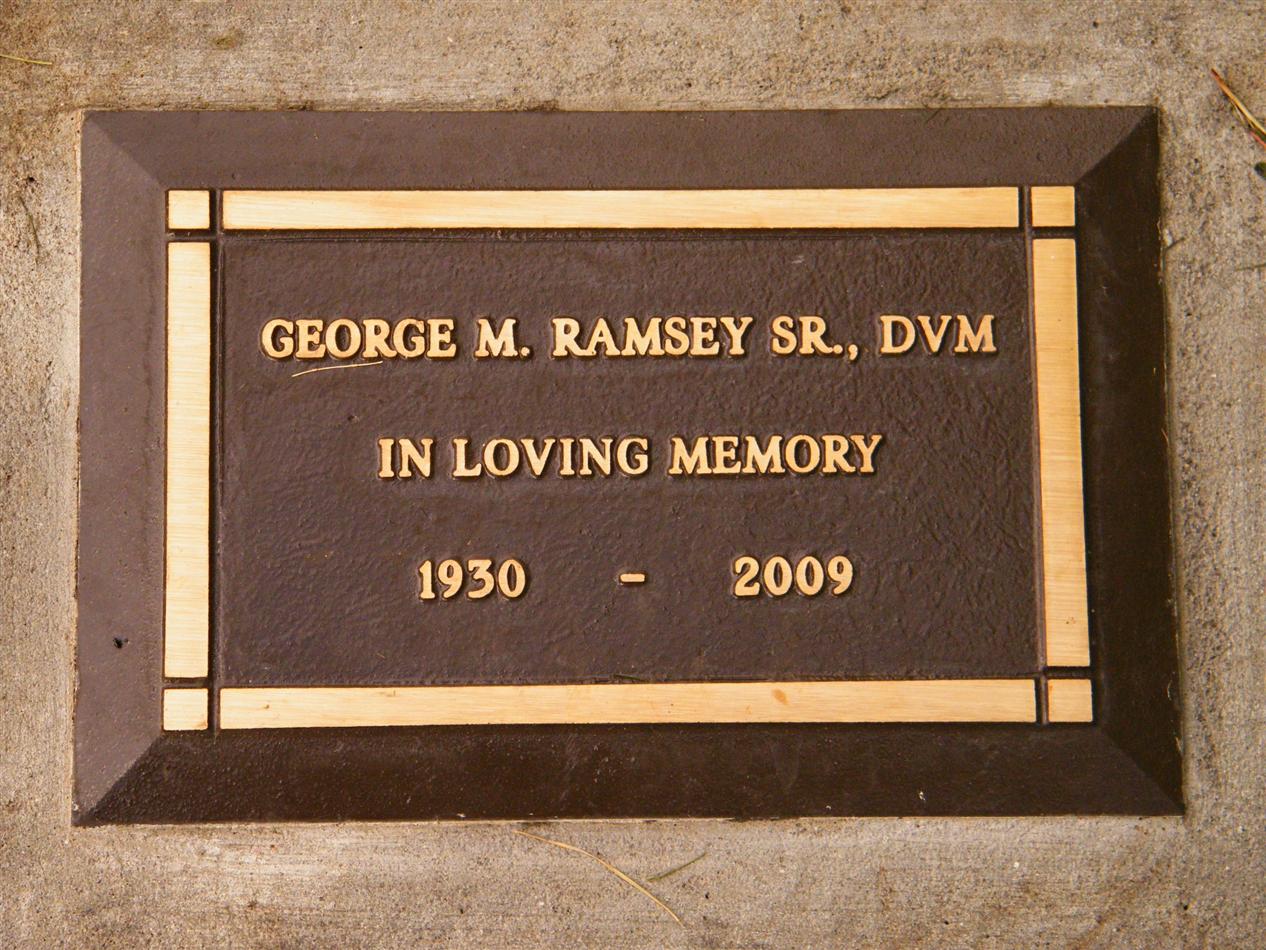 GEORGE M. RAMSEY SR., DVM
IN LOVING MEMORY
1930 - 2009